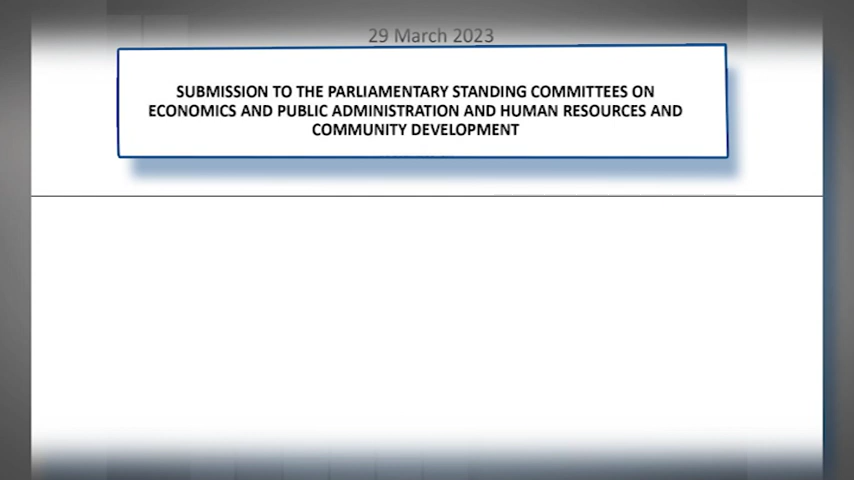 29 March 2023
SUBMISSION TO THE PARLIAMENTARY STANDING COMMITTEES ON
ECONOMICS AND PUBLIC ADMINISTRATION AND HUMAN RESOURCES AND
COMMUNITY DEVELOPMENT